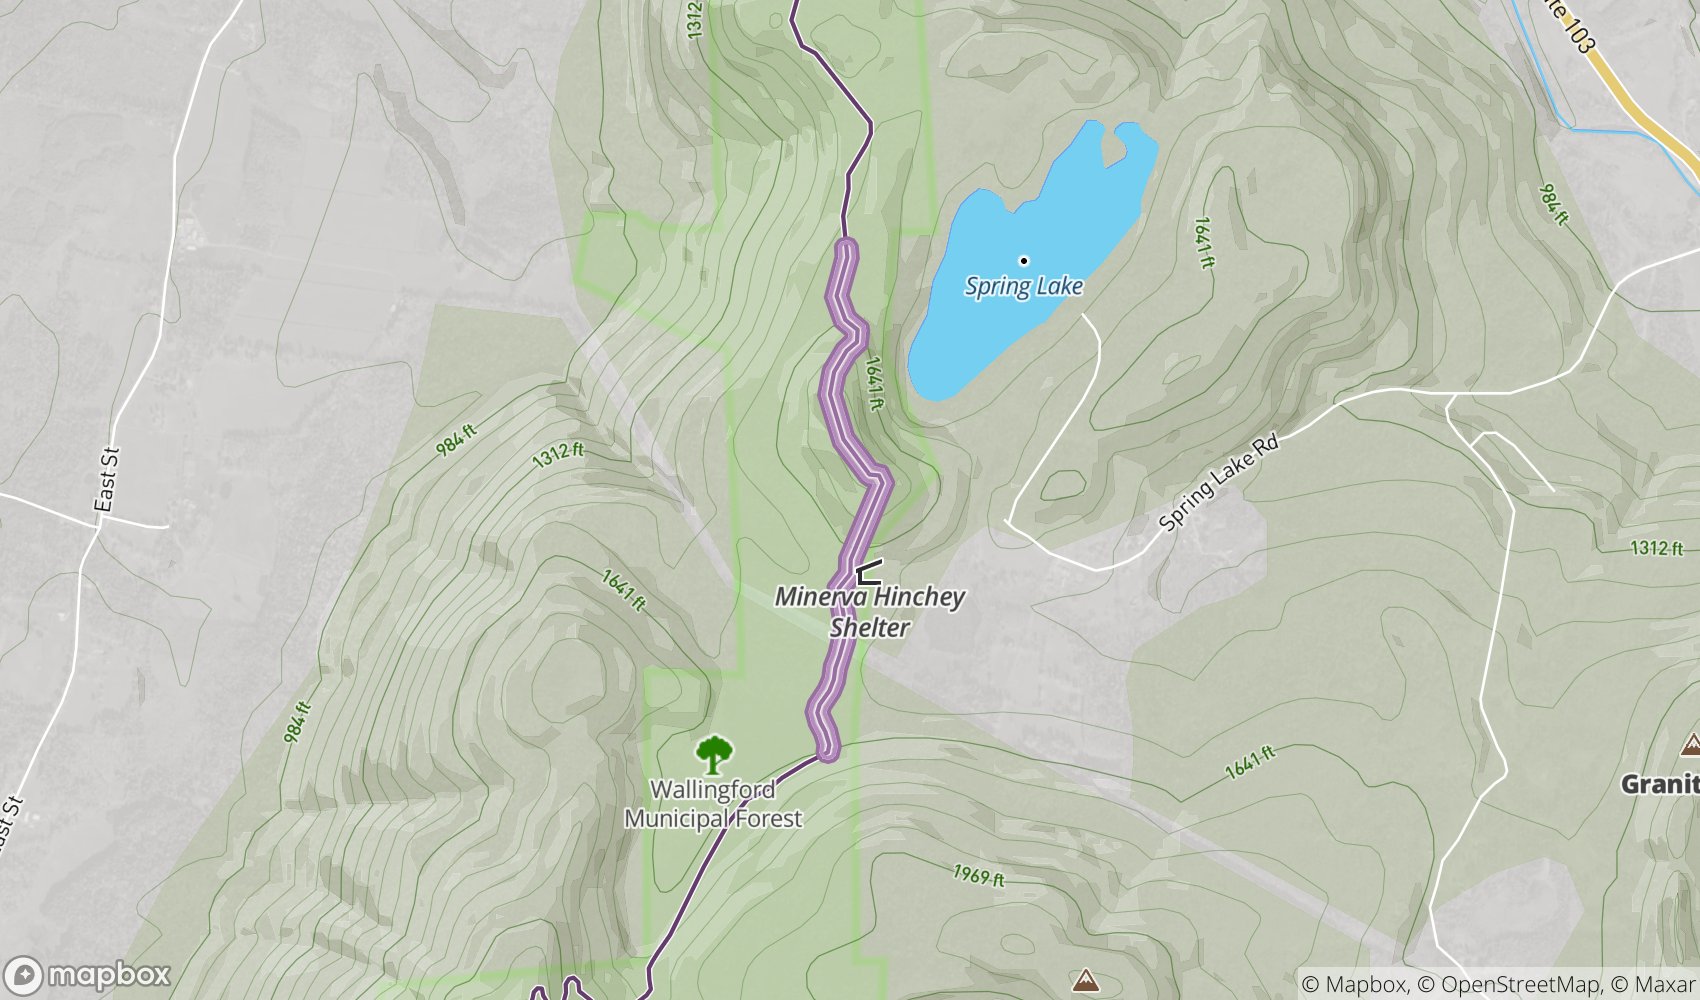 1312 ft
te 103
984 ft
1641 ft
Spring Lake
1641 ft
984 ft
1312 ft
East St
Spring Lake Rd
1312 ft
1641 ft
Minerva Hinchey
Shelter
984 ft
1641 ft
Wallingford
Municipal Forest
Granit
ast St
1969 ft
mapbox
© Mapbox, © OpenStreetMap, © Maxar